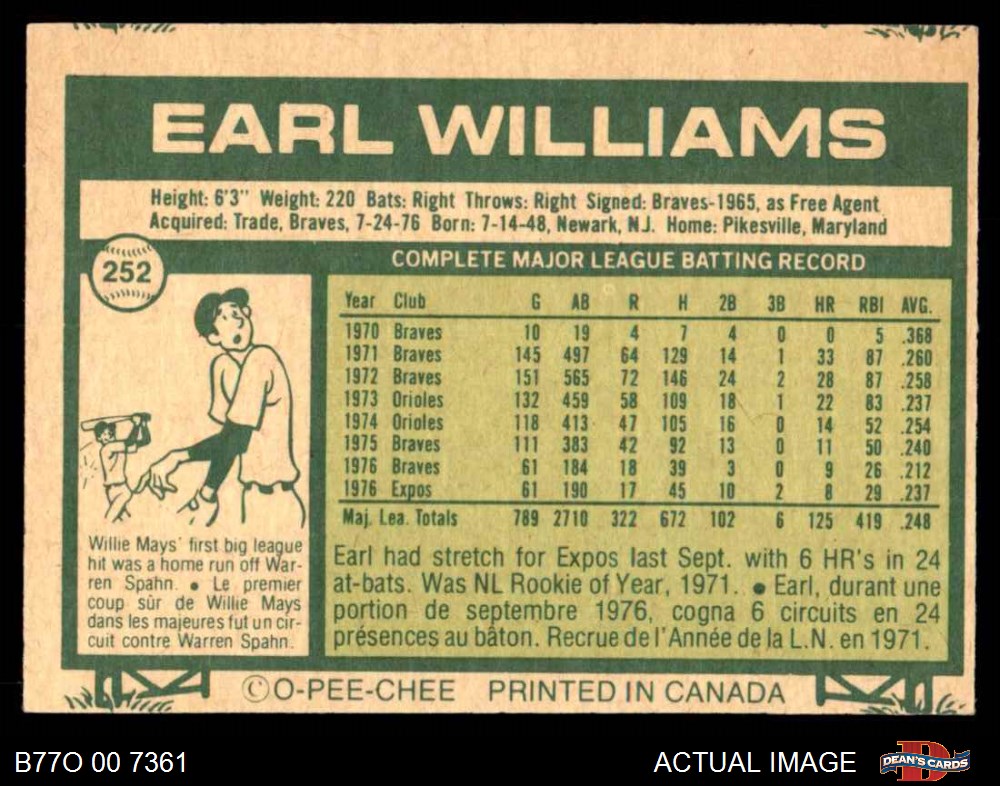 EARL WILLIAMS
Height: 6'3" Weight: 220 Bats: Right Throws: Right Signed: Braves-1965, as Free Agent
Acquired: Trade, Braves, 7-24-76 Born: 7-14-48, Newark, N.J. Home: Pikesville, Maryland
252
COMPLETE MAJOR LEAGUE BATTING RECORD
Year Club G AB R H 2B 3B HR RBI AVG.
1970 Braves 10 19 4 7 4 0 0 5 .368
1971 Braves 145 497 64 129 14 1 33 87 .260
1972 Braves 151 565 72 146 24 2 28 87 .258
1973 Orioles 132 459 58 109 18 1 22 83 .237
1974 Orioles 118 413 47 105 16 0 14 52 .254
1975 Braves 111 383 42 92 13 0 11 50 .240
1976 Braves 61 184 18 39 3 0 9 26 .212
1976 Expos 61 190 17 45 10 2 8 29 .237
Maj. Lea. Totals 789 2710 322 672 102 6 125 419 .248
Willie Mays' first big league
hit was a home run off War-
ren Spahn. ● Le premier
coup sûr de Willie Mays
dans les majeures fut un cir-
cuit contre Warren Spahn.
Earl had stretch for Expos last Sept. with 6 HR's in 24
at-bats. Was NL Rookie of Year, 1971. ● Earl, durant une
portion de septembre 1976, cogna 6 circuits en 24
présences au bâton. Recrue de l'Année de la L.N. en 1971.
©O-PEE-CHEE PRINTED IN CANADA
B77O 00 7361
ACTUAL IMAGE
D
DEAN'S CARDS